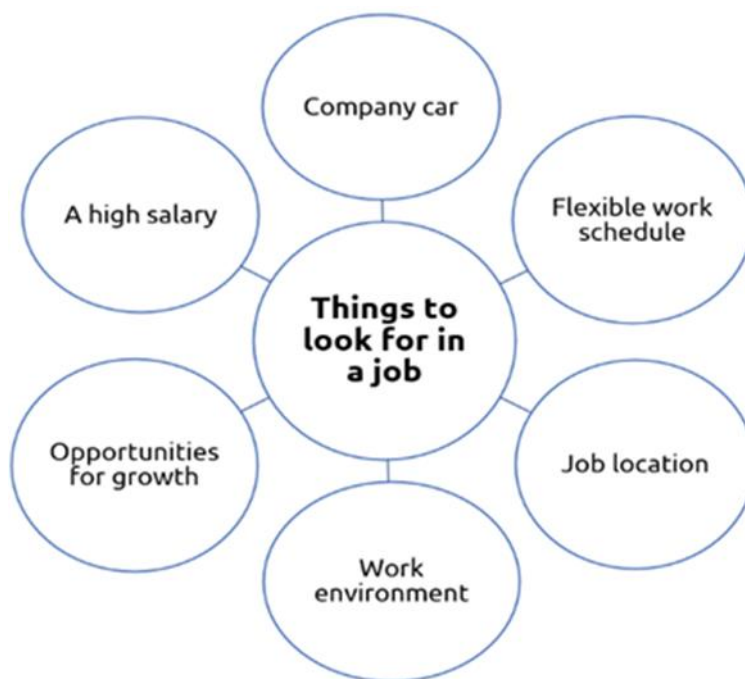 Company car
A high salary
Flexible work
schedule
Things to
look for in
a job
Opportunities
for growth
Job location
Work
environment